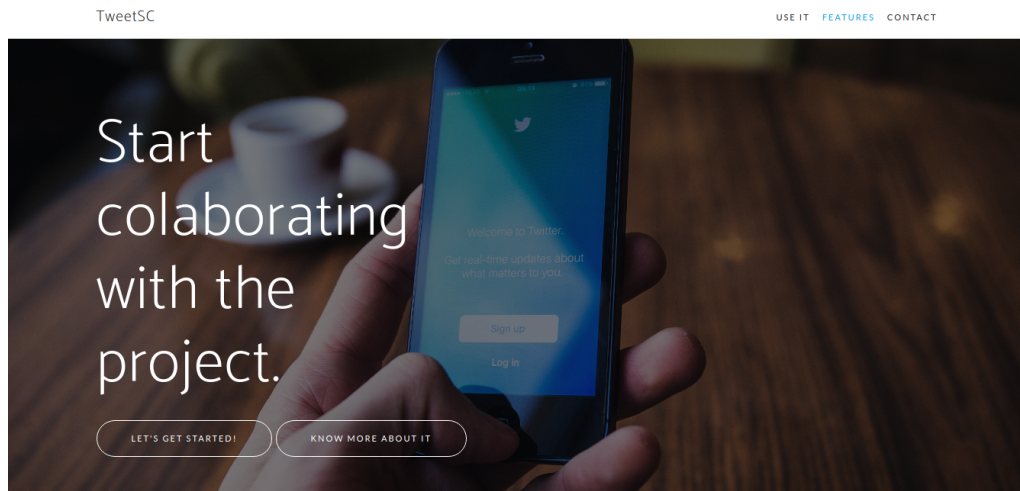 TweetSC
USE IT FEATURES CONTACT
Start
colaborating
with the
project.
Welcome to Twitter.
Get real-time updates about
what matters to you.
Sign up
Log in
LET'S GET STARTED!
KNOW MORE ABOUT IT